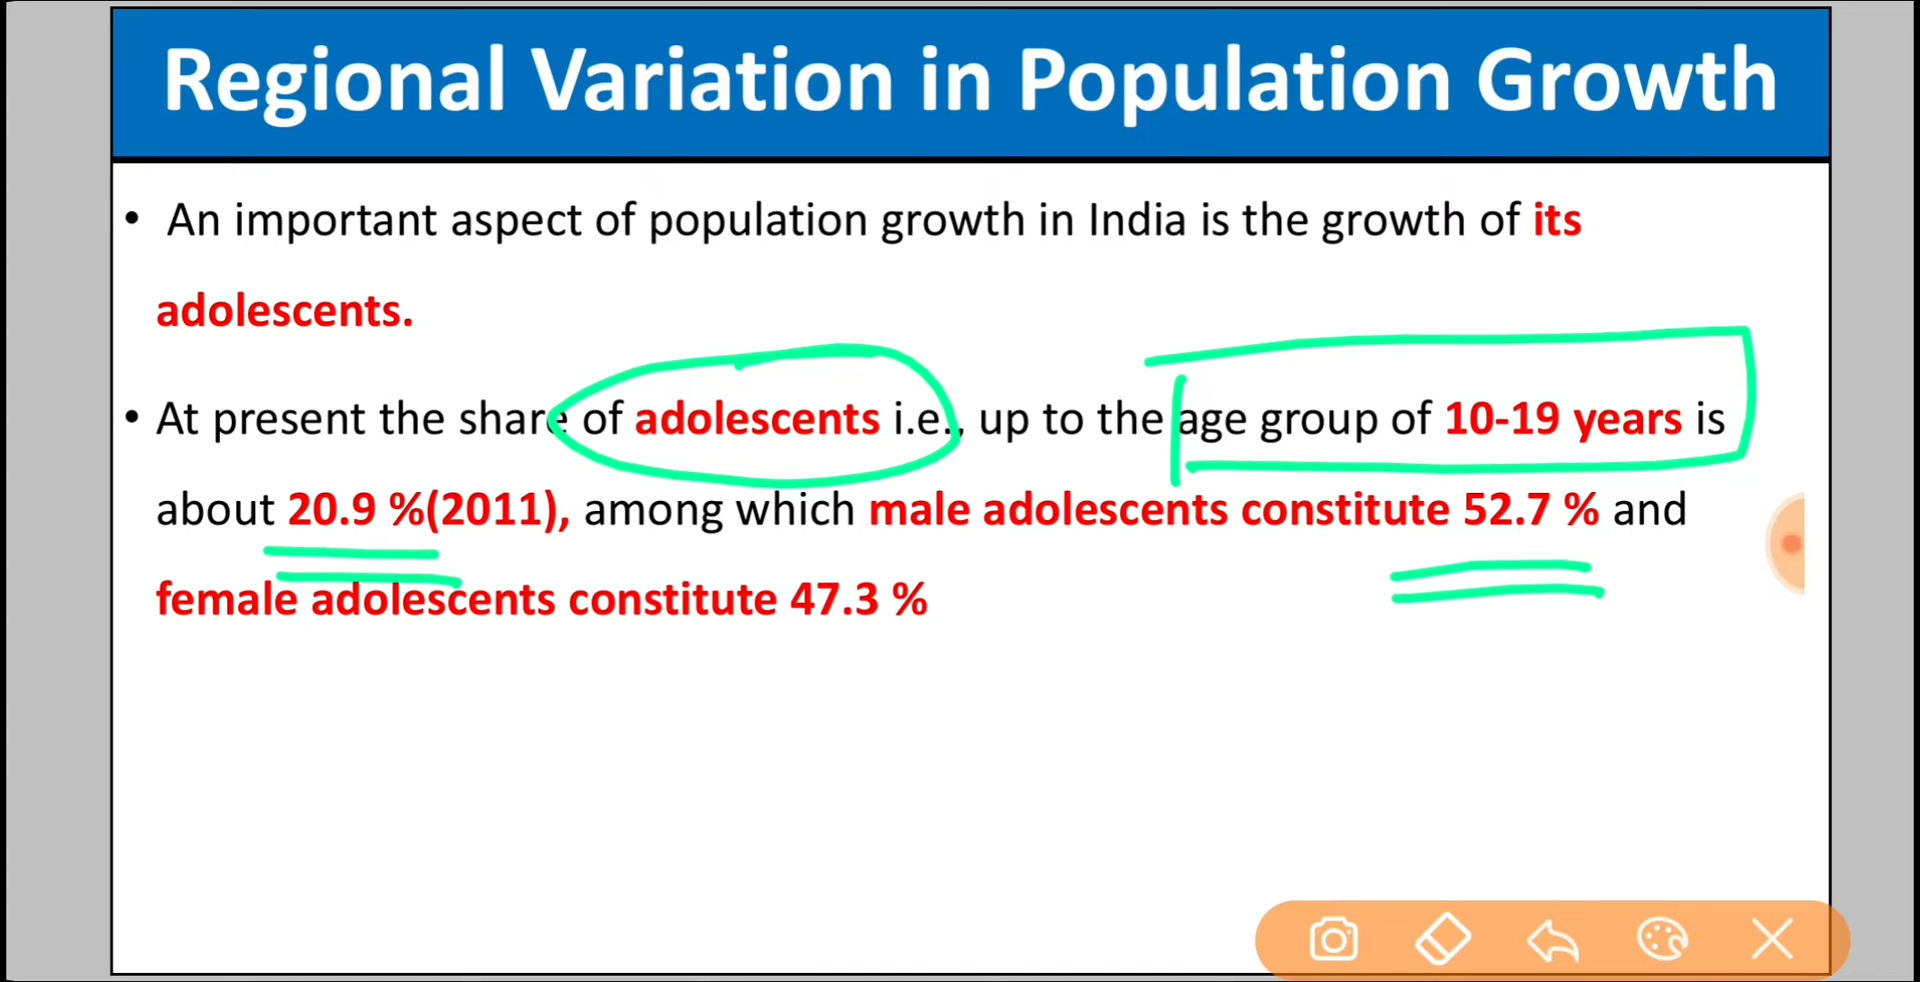 Regional Variation in Population Growth
• An important aspect of population growth in India is the growth of its
adolescents.
• At present the share of adolescents i.e., up to the age group of 10-19 years is
about 20.9 %(2011), among which male adolescents constitute 52.7 % and
female adolescents constitute 47.3 %